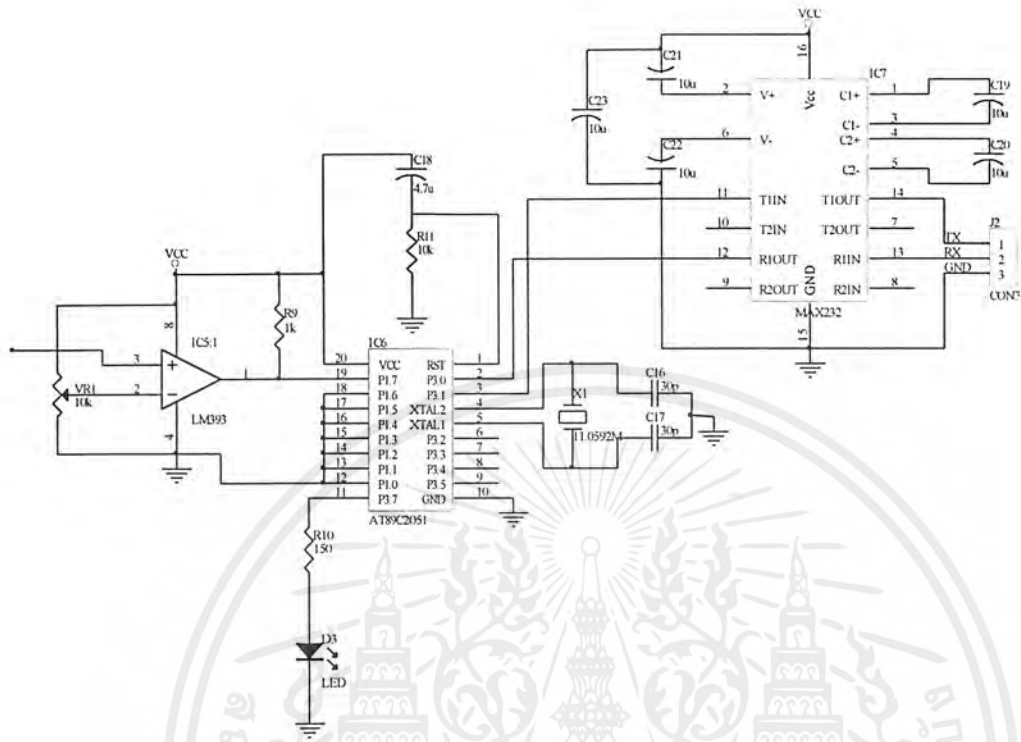 VCC
16
C21
10u
C23
10u
C22
10u
IC7
2 V+ Vcc C1+ 1
C1- 3
C19
10u
6 V- C2+ 4
C2- 5
C20
10u
11 T1IN T1OUT 14
10 T2IN T2OUT 7
12 R1OUT R1IN 13
9 R2OUT GND R2IN 8
MAX232
15
J2
TX 1
RX 2
GND 3
CON3
C18
4.7u
R11
10k
VCC
R9
1k
8
IC5:1
3 +
1
2 -
VR1
10k
LM393
4
IC6
20 VCC RST 1
19 P1.7 P3.0 2
18 P1.6 P3.1 3
17 P1.5 XTAL2 4
16 P1.4 XTAL1 5
15 P1.3 P3.2 6
14 P1.2 P3.3 7
13 P1.1 P3.4 8
12 P1.0 P3.5 9
11 P3.7 GND 10
AT89C2051
X1
11.0592M
C16
30p
C17
30p
R10
150
D3
LED